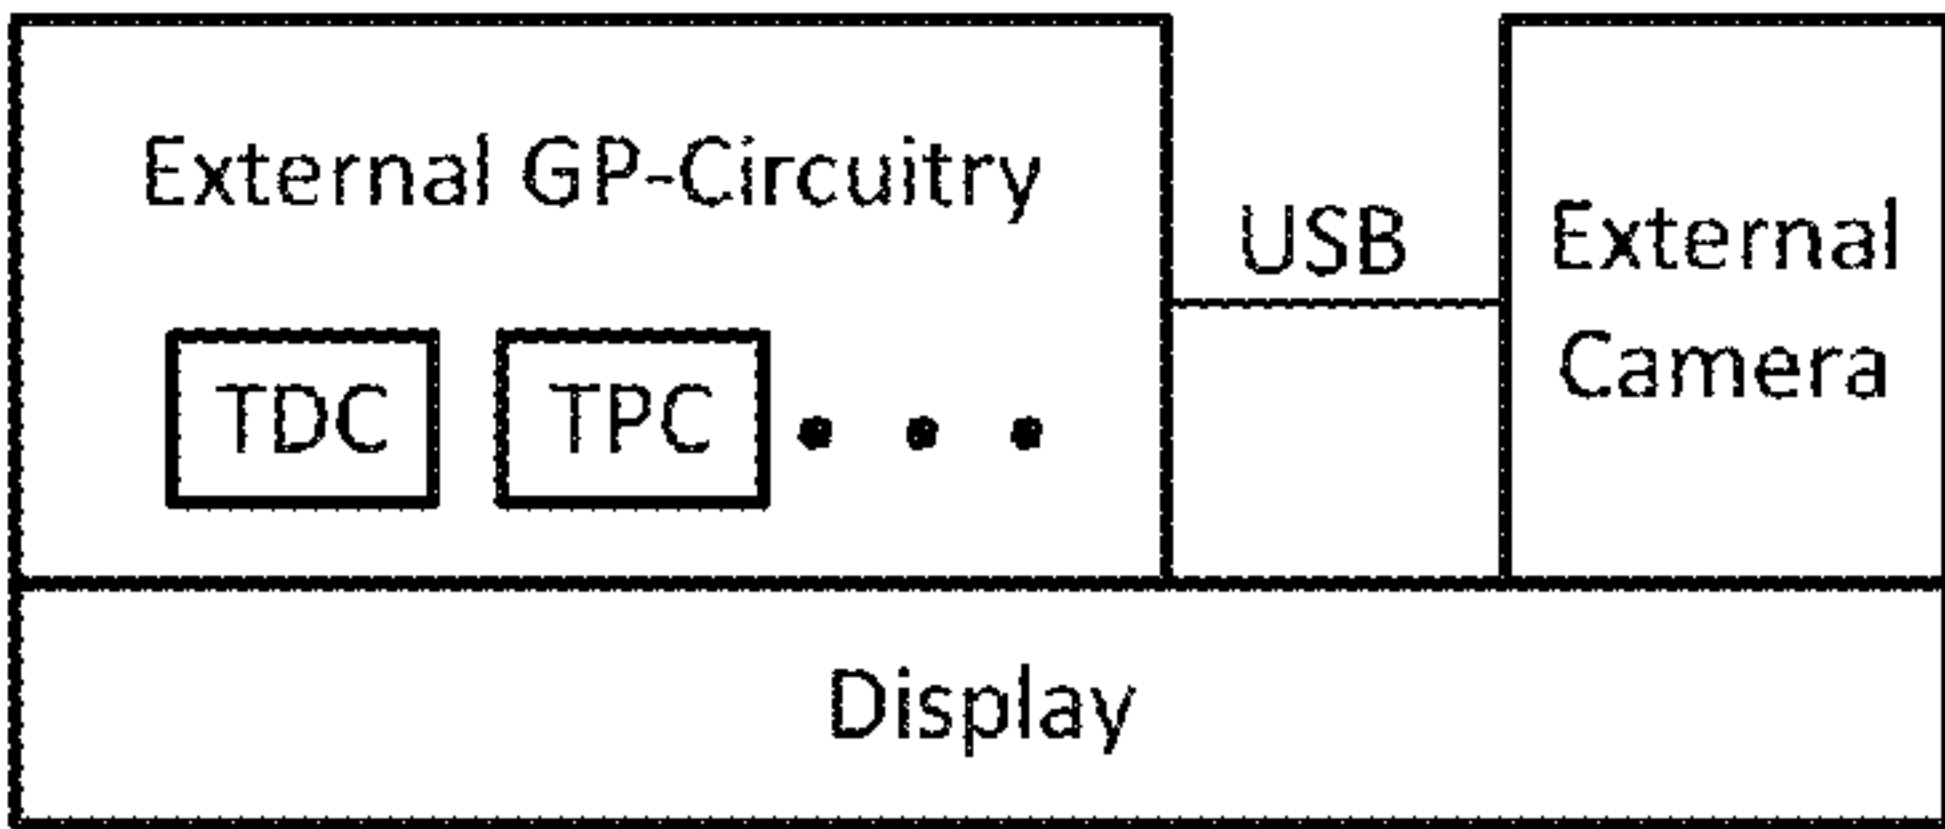 External GP-Circuitry
USB
External
Camera
TDC
TPC
Display